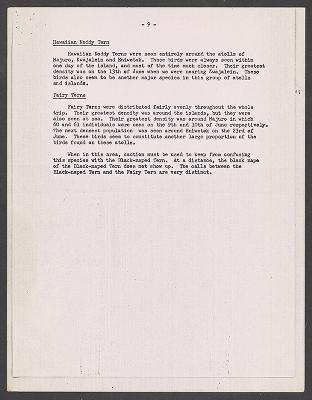 - 9 -
Hawaiian Noddy Tern
Hawaiian Noddy Terns were seen entirely around the atolls of
Majuro, Kwajalein and Eniwetok. These birds were always seen within
one day of the island, and most of the time much closer. Their greatest
density was on the 13th of June when we were nearing Kwajalein. These
birds also seem to be another major species in this group of atolls
and islands.
Fairy Terns
Fairy Terns were distributed fairly evenly throughout the whole
trip. Their greatest density was around the islands, but they were
also seen at sea. Their greatest density was around Majuro in which
60 and 61 individuals were seen on the 9th and 10th of June respectively.
The next densest population was seen around Eniwetok on the 23rd of
June. These birds seem to constitute another large proportion of the
birds found on these atolls.
When in this area, caution must be used to keep from confusing
this species with the Black-naped Tern. At a distance, the black nape
of the Black-naped Tern does not show up. The calls between the
Black-naped Tern and the Fairy Tern are very distinct.